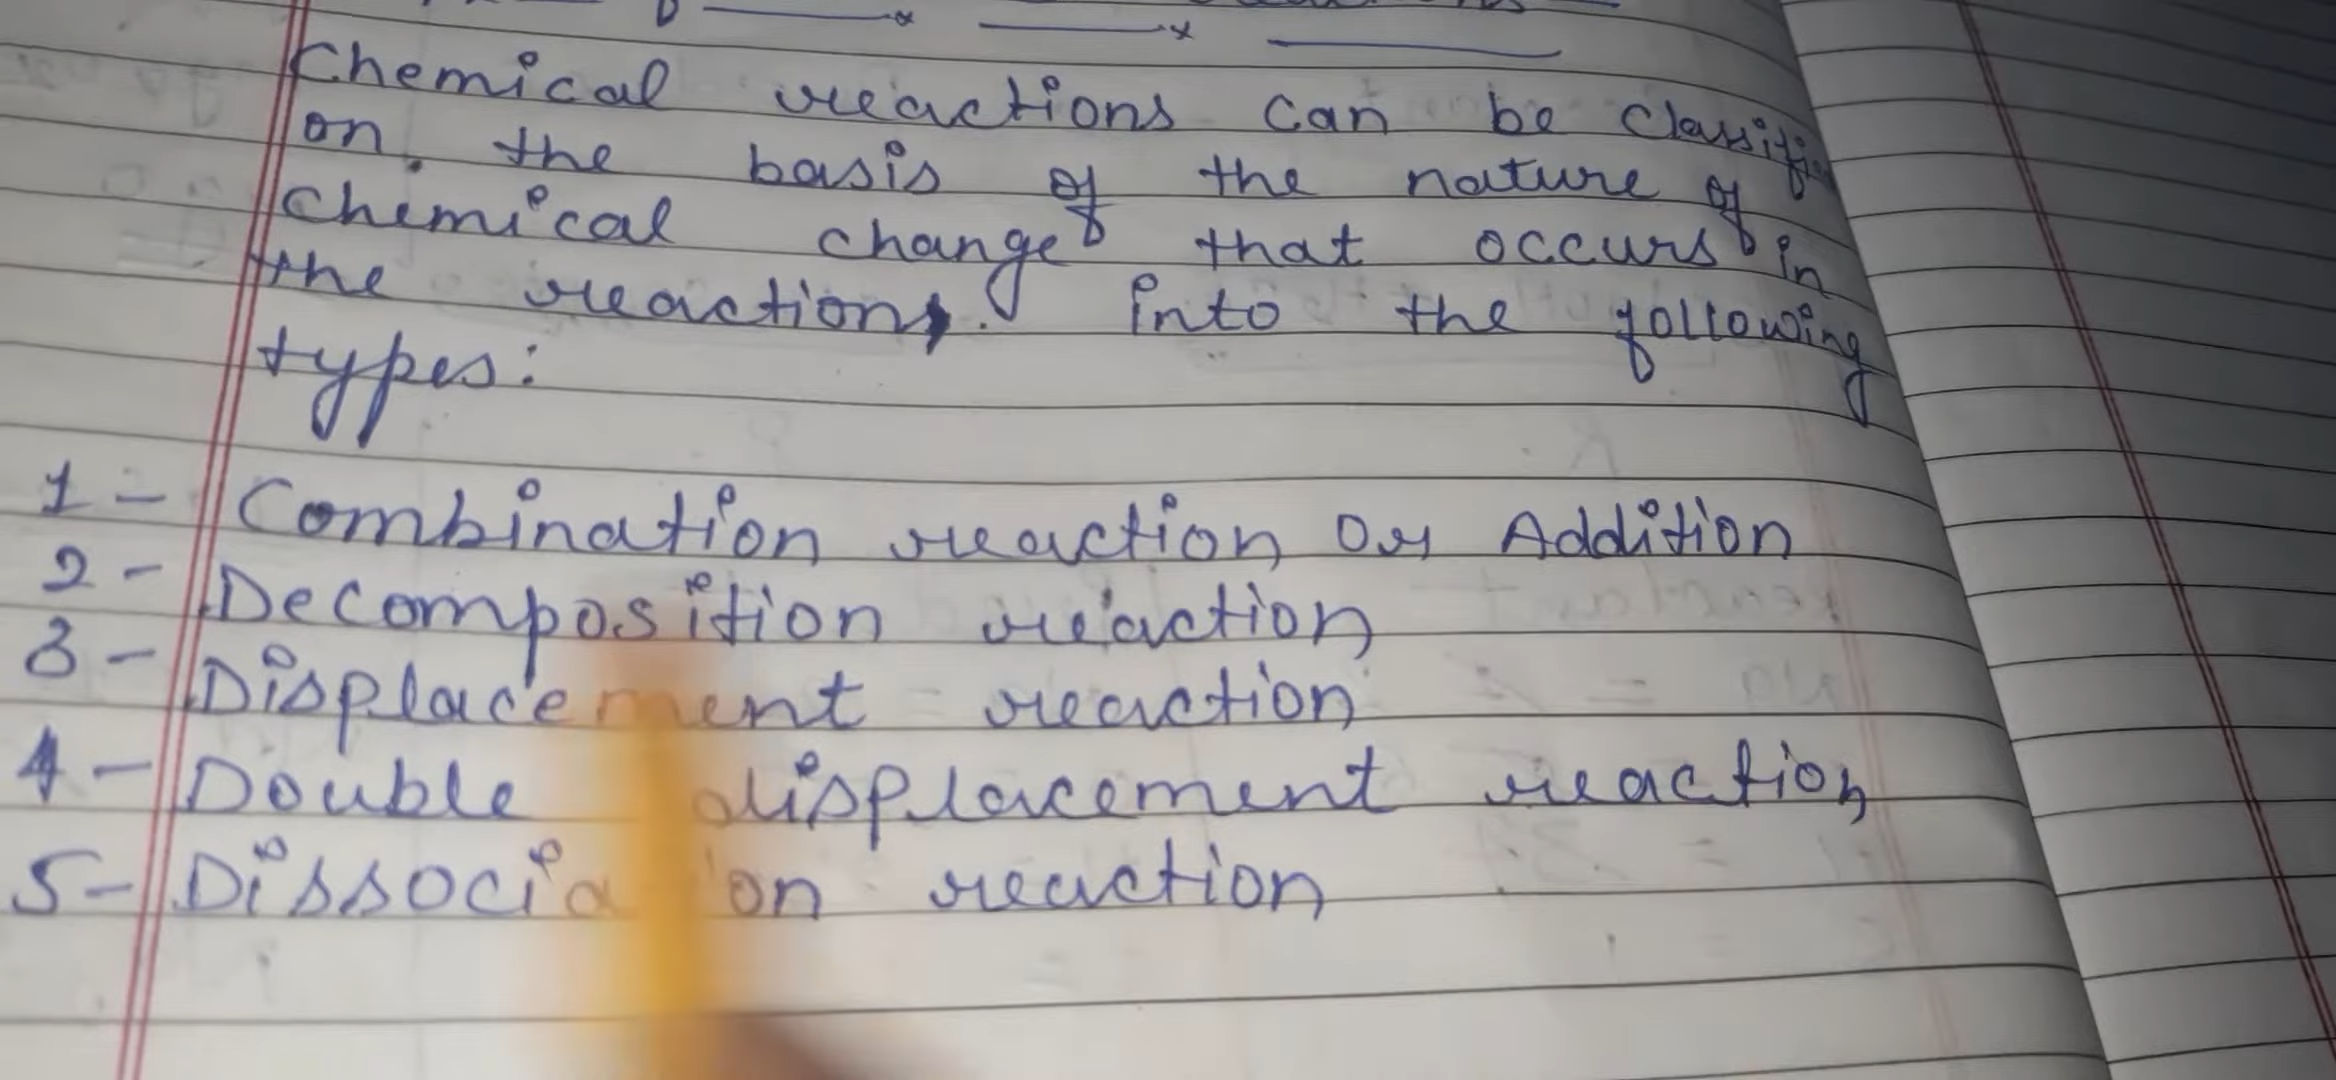 Chemical reactions can be
on the basis of the nature of
chemical change that occurs in
the reactions. into the following
types:
1 - Combination reaction Or Addition
2 - Decomposition reaction
3 - Displacement reaction
4 - Double displacement reaction
5 - reaction